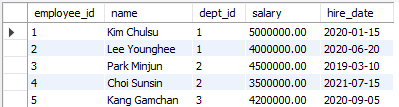 employee_id name dept_id salary hire_date
1 Kim Chulsu 1 5000000.00 2020-01-15
2 Lee Younghee 1 4000000.00 2020-06-20
3 Park Minjun 2 4500000.00 2019-03-10
4 Choi Sunsin 2 3500000.00 2021-07-15
5 Kang Gamchan 3 4200000.00 2020-09-05